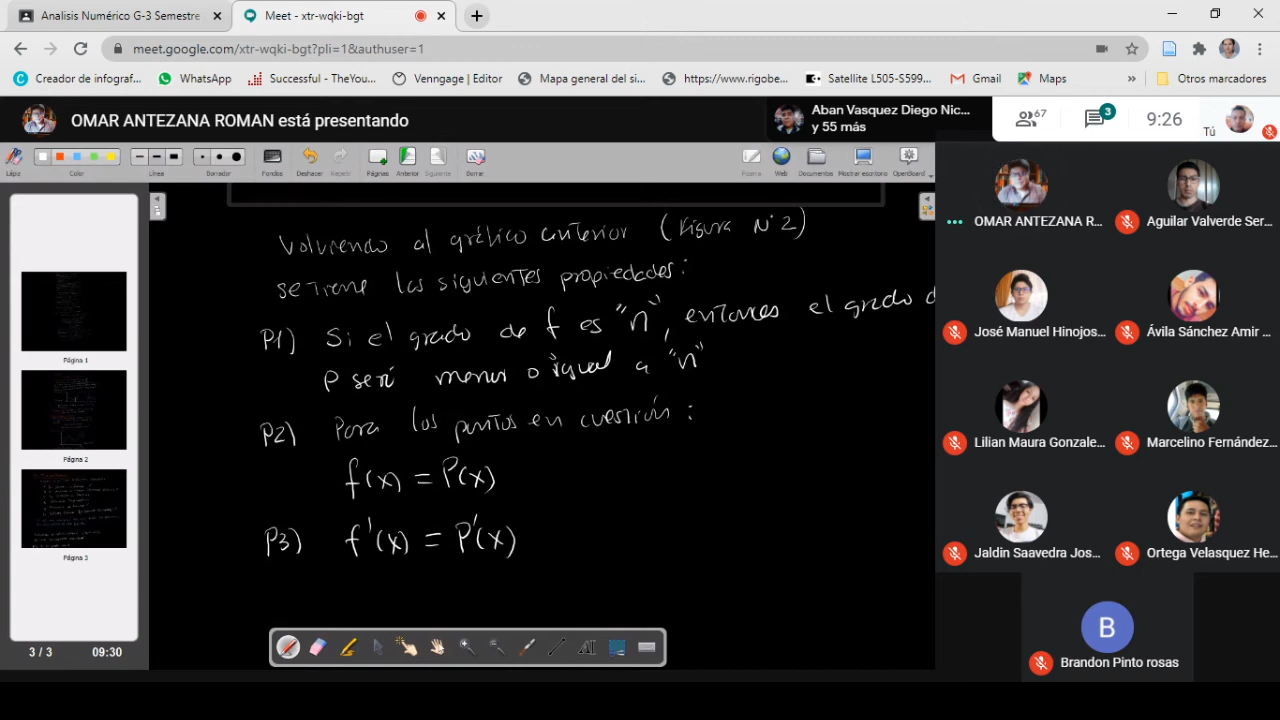 Analisis Numérico G-3 Semestre
Meet - xtr-wqki-bgt
meet.google.com/xtr-wqki-bgt?pli=1&authuser=1
Creador de infograf...
WhatsApp
Successful - TheYou...
Venngage | Editor
Mapa general del si...
https://www.rigobe...
Satellite L505-S599...
Gmail
Maps
»
Otros marcadores
OMAR ANTEZANA ROMAN está presentando
Aban Vasquez Diego Nic...
y 55 más
67
3
9:26
Tú
Lápiz
Color
Línea
Borrador
Fondos
Deshacer
Repetir
Páginas
Anterior
Siguiente
Borrar
Pizarra
Web
Documentos
Mostrar escritorio
OpenBoard
Página 1
Página 2
Página 3
3 / 3 09:30
Volviendo al gráfico anterior (Figura N°2)
se tiene las siguientes propiedades:
P1) Si el grado de f es "n", entonces el grado d
P será menor o igual a "n"
P2) Para los puntos en cuestión:
f(x) = P(x)
P3) f'(x) = P'(x)
OMAR ANTEZANA R...
Aguilar Valverde Ser...
José Manuel Hinojos...
Ávila Sánchez Amir ...
Lilian Maura Gonzale...
Marcelino Fernández...
Jaldin Saavedra Jos...
Ortega Velasquez He...
B
Brandon Pinto rosas